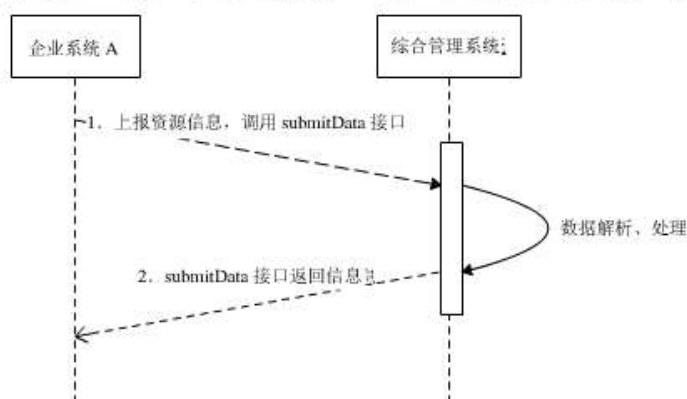 企业系统 A
综合管理系统
1. 上报资源信息，调用 submitData 接口
数据解析、处理
2. submitData 接口返回信息